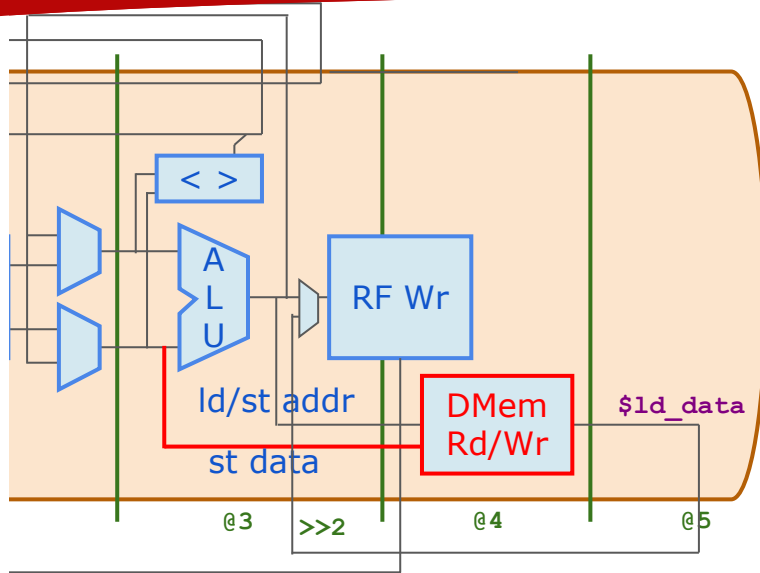 < >
A
L
U
RF Wr
ld/st addr
st data
DMem
Rd/Wr
$ld_data
@3
>>2
@4
@5